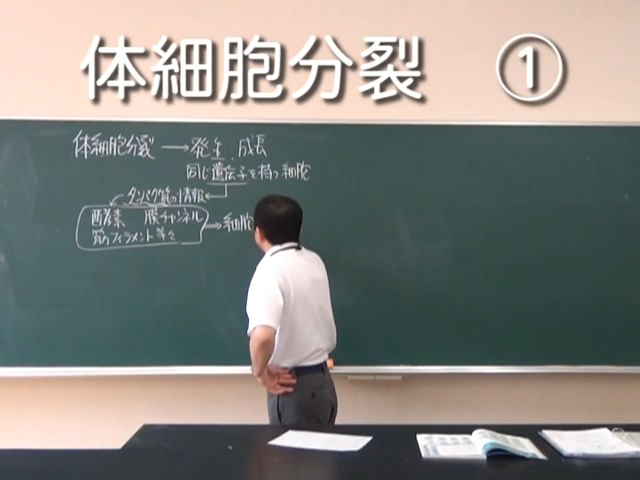 体細胞分裂 ①
体細胞分裂 → 発生、成長
同じ遺伝子を持つ細胞
タンパク質の情報
酵素 膜チャンネル → 細胞
筋フィラメント等々